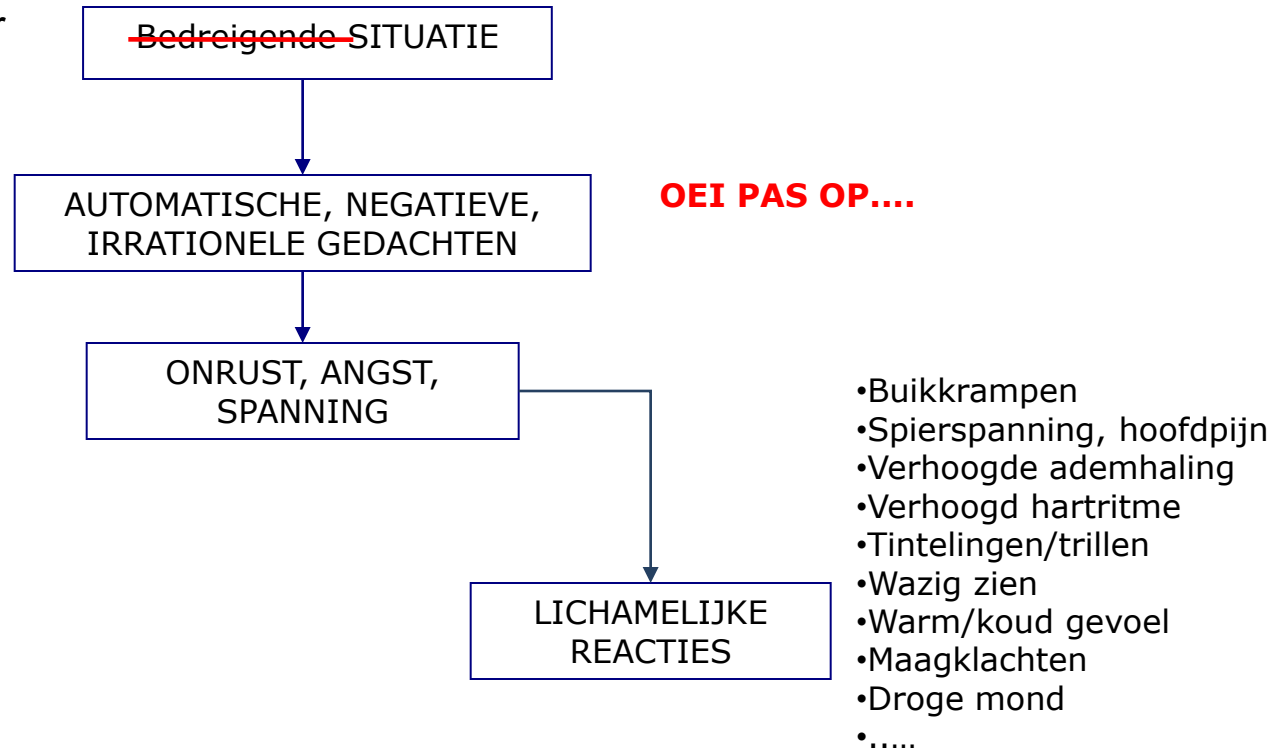 r
Bedreigende SITUATIE
AUTOMATISCHE, NEGATIEVE,
IRRATIONELE GEDACHTEN
OEI PAS OP....
ONRUST, ANGST,
SPANNING
LICHAMELIJKE
REACTIES
•Buikkrampen
•Spierspanning, hoofdpijn
•Verhoogde ademhaling
•Verhoogd hartritme
•Tintelingen/trillen
•Wazig zien
•Warm/koud gevoel
•Maagklachten
•Droge mond
•..…